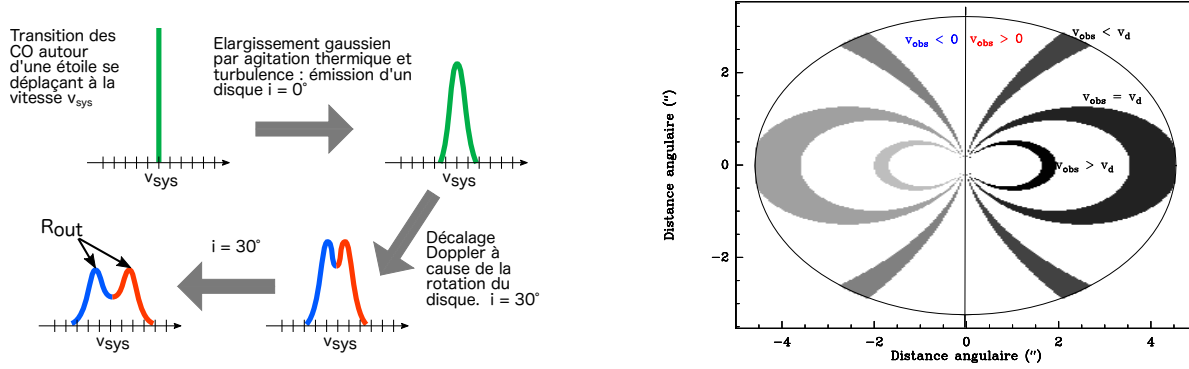 Transition des
CO autour
d'une étoile se
déplaçant à la
vitesse vsys
Elargissement gaussien
par agitation thermique et
turbulence : émission d'un
disque i = 0°
vsys
vsys
Rout
i = 30°
Décalage
Doppler à
cause de la
rotation du
disque. i = 30°
vsys
vsys
Distance angulaire (")
2
0
−2
vobs < 0
vobs > 0
vobs < vd
vobs = vd
vobs > vd
−4
−2
0
2
4
Distance angulaire (")